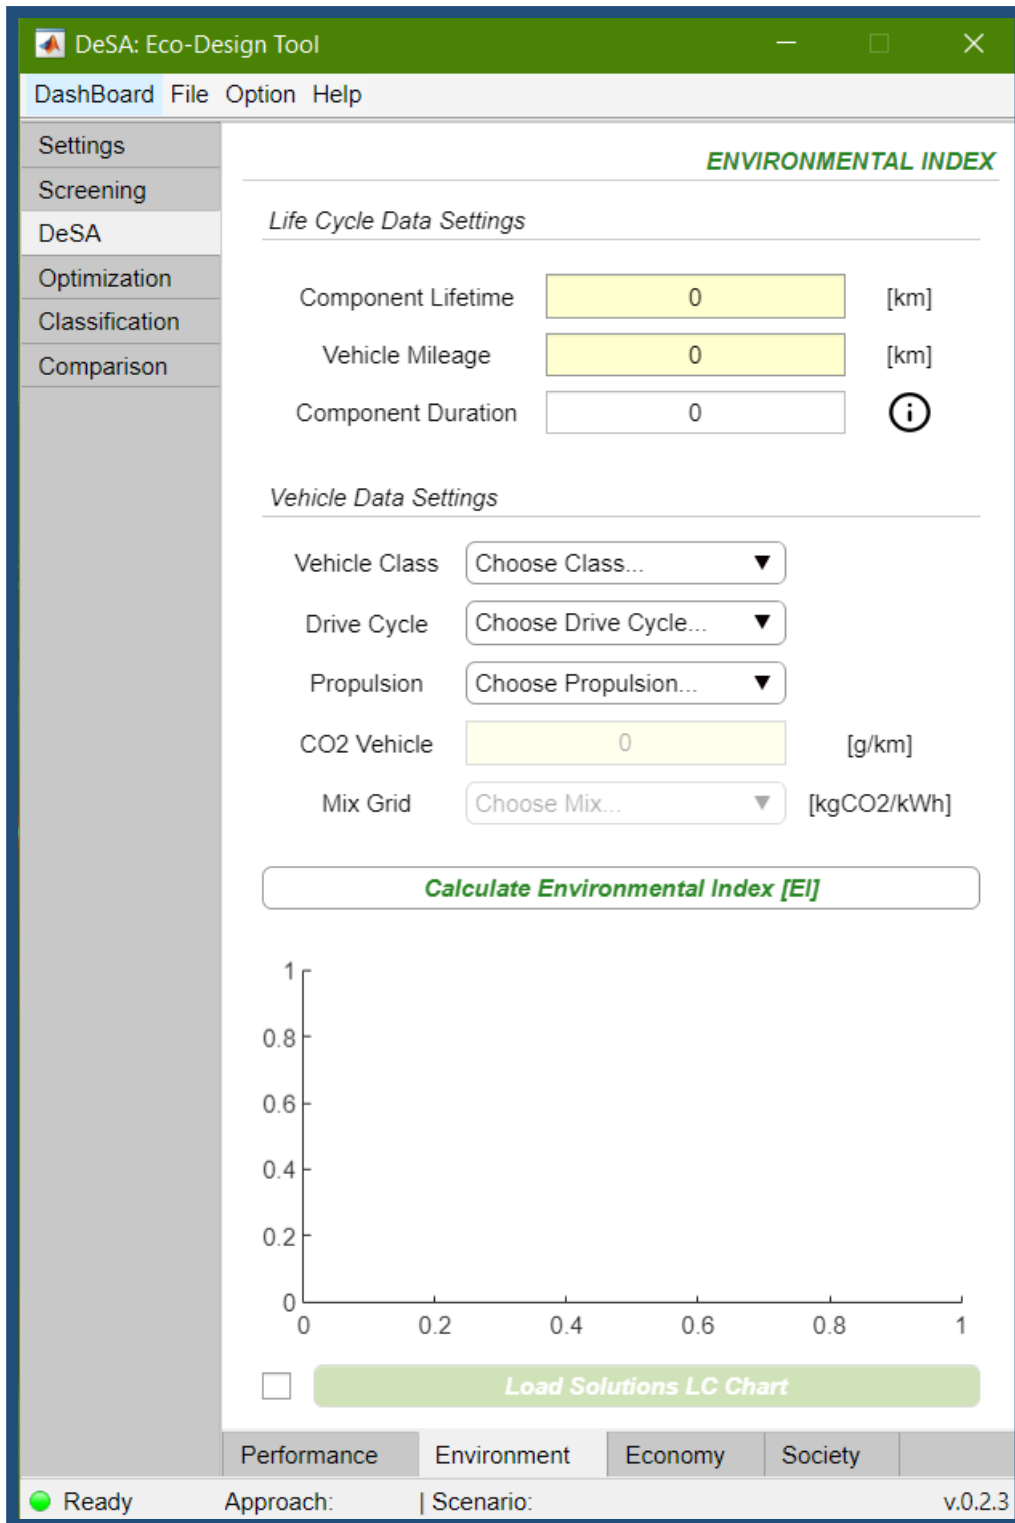 DeSA: Eco-Design Tool
DashBoard File Option Help
Settings
Screening
DeSA
Optimization
Classification
Comparison
ENVIRONMENTAL INDEX
Life Cycle Data Settings
Component Lifetime 0 [km]
Vehicle Mileage 0 [km]
Component Duration 0
Vehicle Data Settings
Vehicle Class Choose Class...
Drive Cycle Choose Drive Cycle...
Propulsion Choose Propulsion...
CO2 Vehicle 0 [g/km]
Mix Grid Choose Mix... [kgCO2/kWh]
Calculate Environmental Index [EI]
1
0.8
0.6
0.4
0.2
0
0 0.2 0.4 0.6 0.8 1
Load Solutions LC Chart
Performance Environment Economy Society
Ready Approach: | Scenario: v.0.2.3